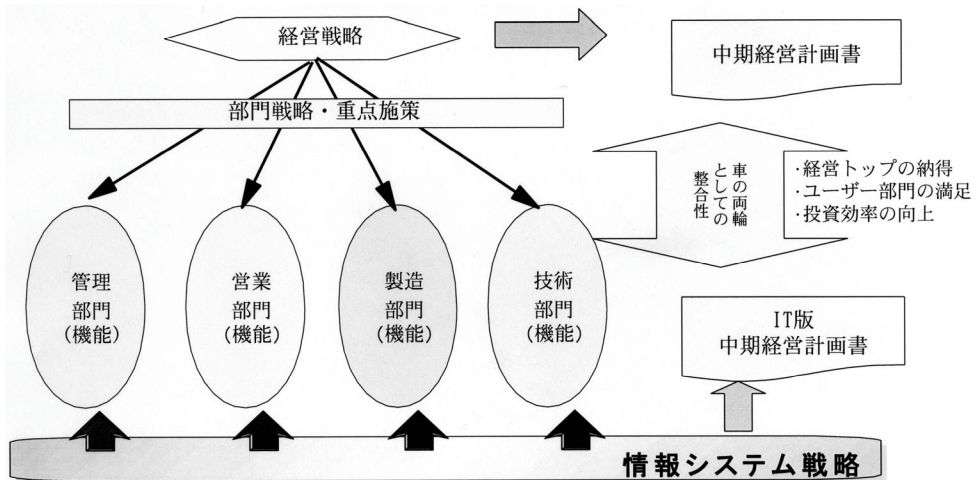 経営戦略
中期経営計画書
部門戦略・重点施策
車の両輪
としての
整合性
・経営トップの納得
・ユーザー部門の満足
・投資効率の向上
管理
部門
(機能)
営業
部門
(機能)
製造
部門
(機能)
技術
部門
(機能)
IT版
中期経営計画書
情報システム戦略